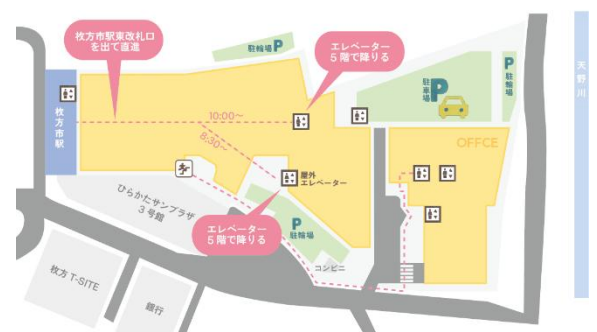 枚方市駅東改札口
を出て直進
駐輪場 P
エレベーター
5階で降りる
駐車場 P
P 駐輪場
天野川
枚方市駅
10:00〜
8:30〜
OFFCE
屋外
エレベーター
ひらかたサンプラザ
3号館
エレベーター
5階で降りる
P
駐輪場
コンビニ
枚方 T-SITE
銀行